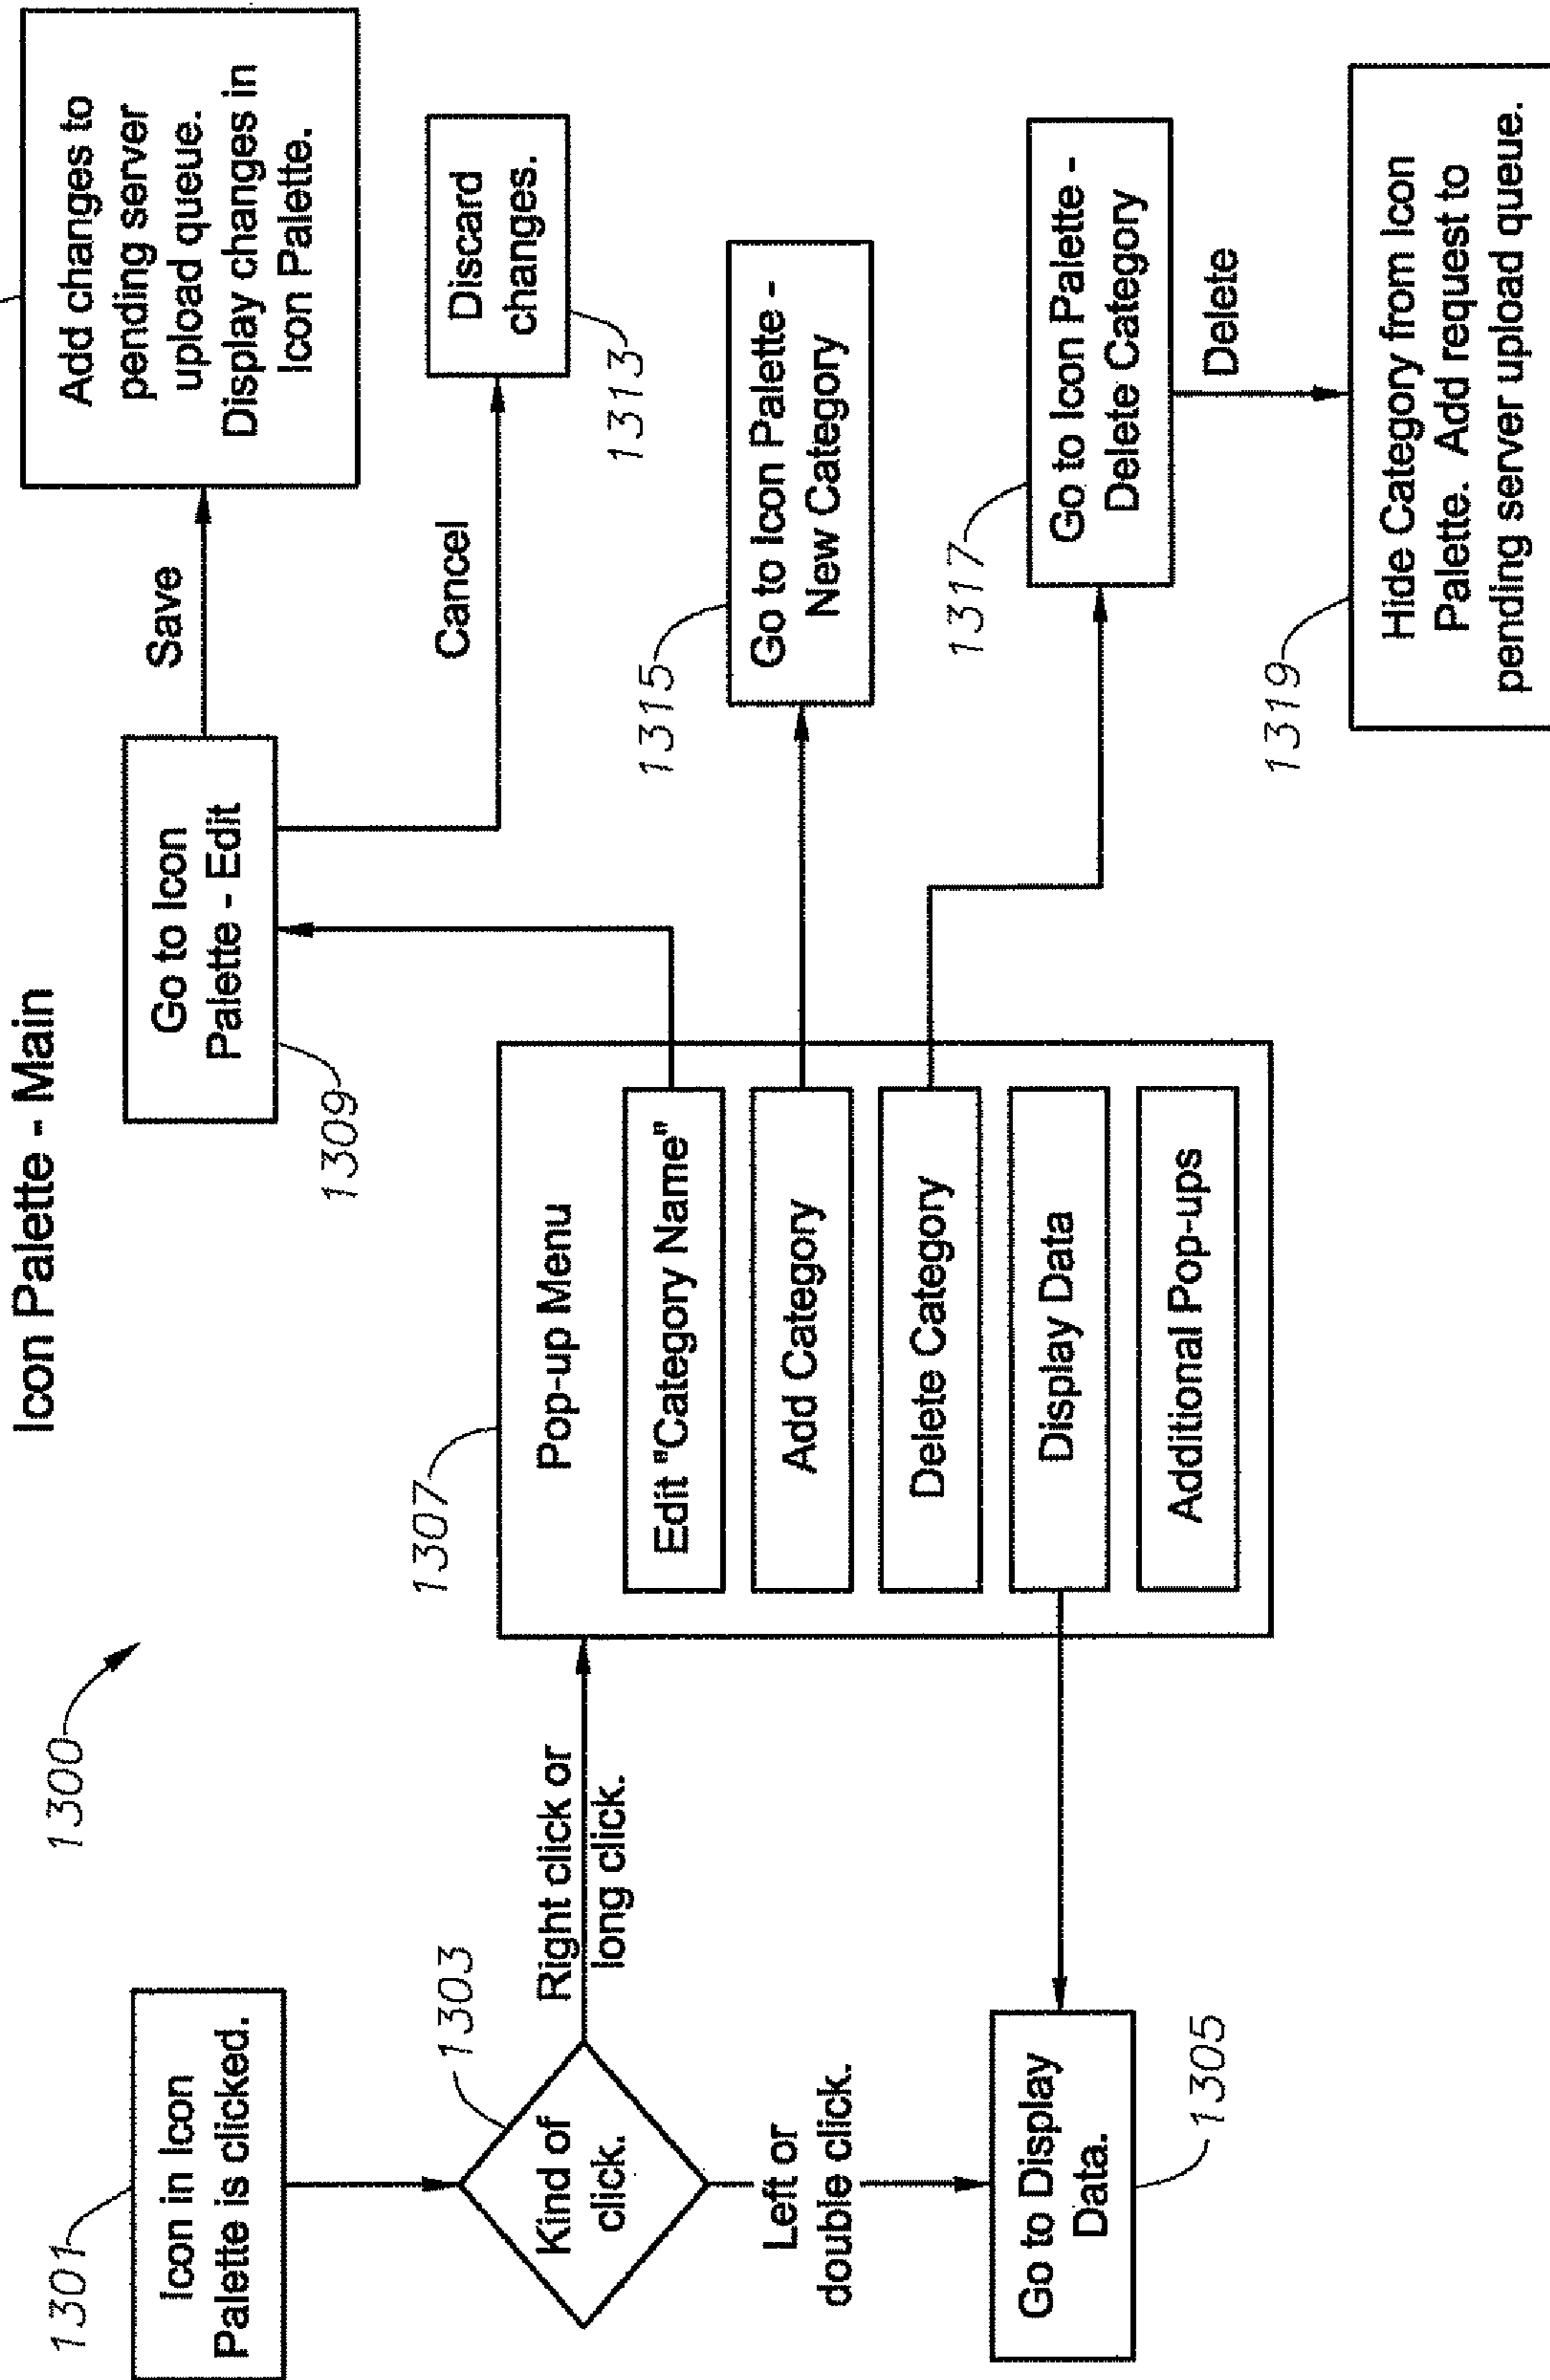 Icon Palette - Main
1300
1301
Icon in Icon
Palette is clicked.
1303
Kind of
click.
Right click or
long click.
Left or
double click.
Go to Display
Data.
1305
1307
Pop-up Menu
Edit "Category Name"
Add Category
Delete Category
Display Data
Additional Pop-ups
Go to Icon
Palette - Edit
1309
Save
Add changes to
pending server
upload queue.
Display changes in
Icon Palette.
Cancel
Discard
changes.
1313
1315
Go to Icon Palette -
New Category
1317
Go to Icon Palette -
Delete Category
Delete
1319
Hide Category from Icon
Palette. Add request to
pending server upload queue.